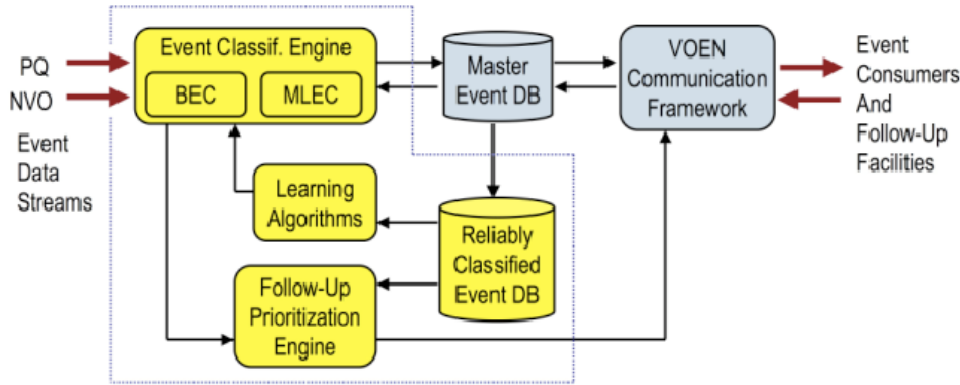 PQ
NVO
Event
Data
Streams
Event Classif. Engine
BEC
MLEC
Master
Event DB
VOEN
Communication
Framework
Event
Consumers
And
Follow-Up
Facilities
Learning
Algorithms
Reliably
Classified
Event DB
Follow-Up
Prioritization
Engine